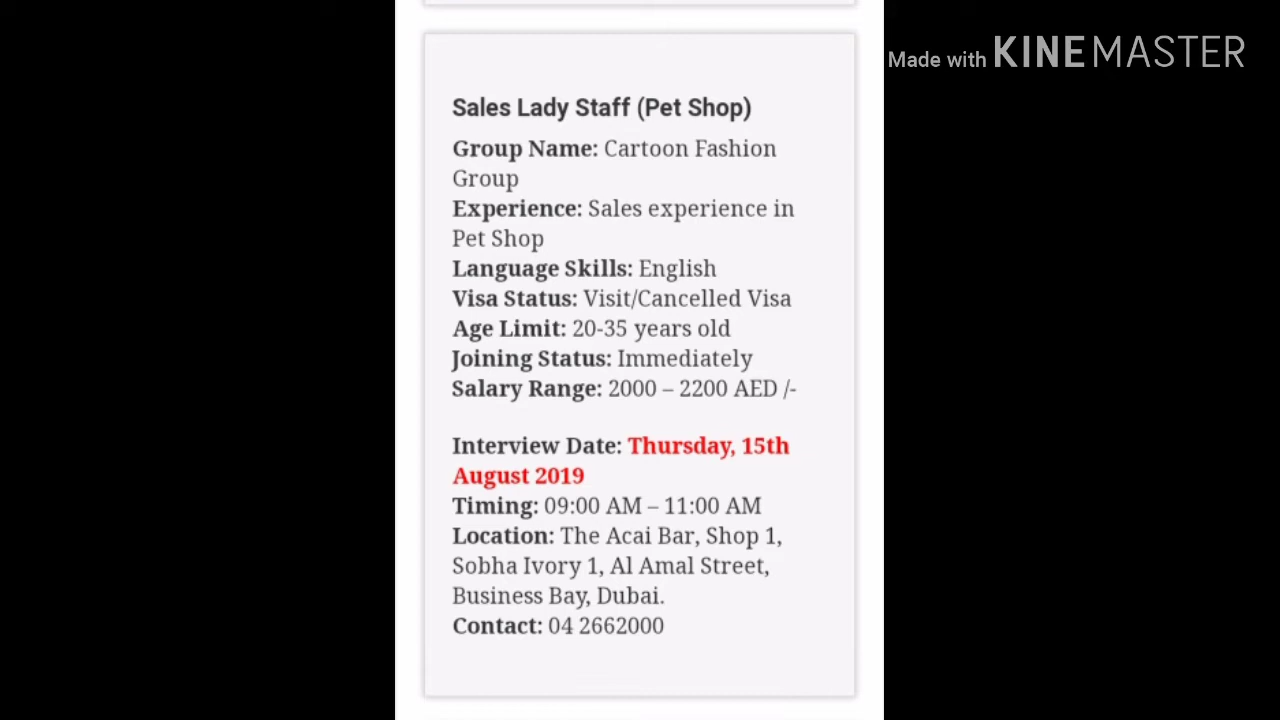 Made with KINEMASTER
Sales Lady Staff (Pet Shop)
Group Name: Cartoon Fashion
Group
Experience: Sales experience in
Pet Shop
Language Skills: English
Visa Status: Visit/Cancelled Visa
Age Limit: 20-35 years old
Joining Status: Immediately
Salary Range: 2000 – 2200 AED /-
Interview Date: Thursday, 15th
August 2019
Timing: 09:00 AM – 11:00 AM
Location: The Acai Bar, Shop 1,
Sobha Ivory 1, Al Amal Street,
Business Bay, Dubai.
Contact: 04 2662000